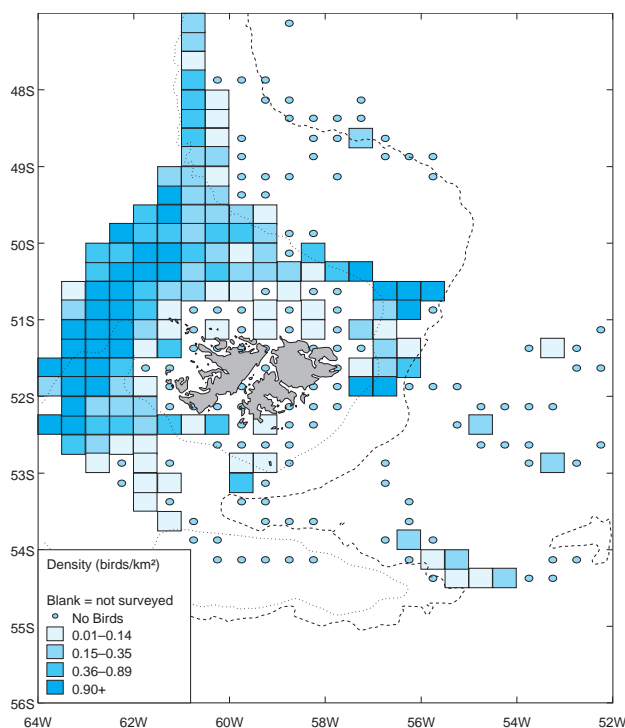 48S
49S
50S
51S
52S
53S
54S
55S
56S
Density (birds/km²)
Blank = not surveyed
No Birds
0.01–0.14
0.15–0.35
0.36–0.89
0.90+
64W 62W 60W 58W 56W 54W 52W